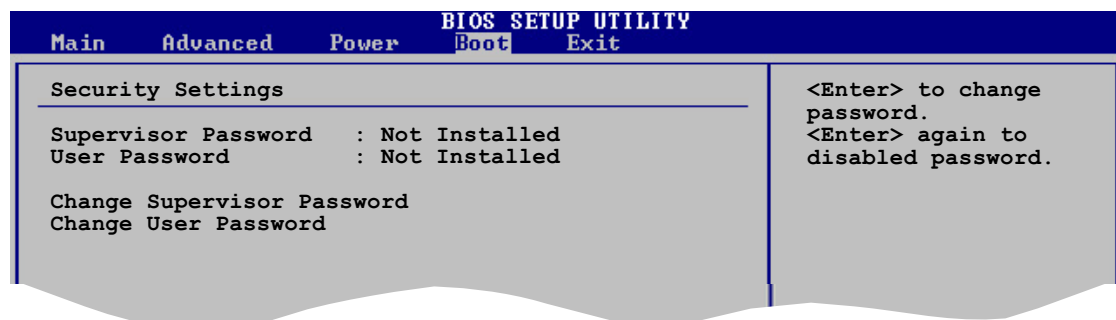 BIOS SETUP UTILITY
Main Advanced Power Boot Exit
Security Settings
Supervisor Password : Not Installed
User Password : Not Installed
Change Supervisor Password
Change User Password
<Enter> to change
password.
<Enter> again to
disabled password.